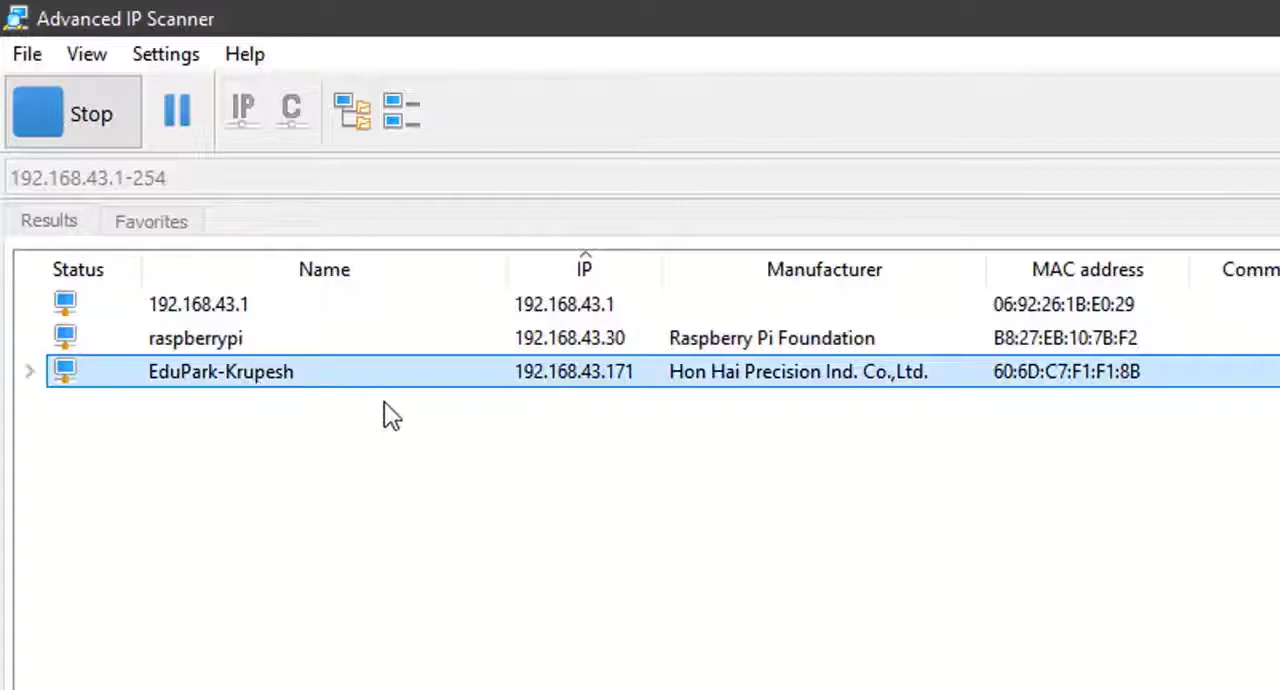 Advanced IP Scanner
File View Settings Help
Stop IP C
192.168.43.1-254
Results Favorites
Status Name IP Manufacturer MAC address Comm
192.168.43.1 192.168.43.1 06:92:26:1B:E0:29
raspberrypi 192.168.43.30 Raspberry Pi Foundation B8:27:EB:10:7B:F2
EduPark-Krupesh 192.168.43.171 Hon Hai Precision Ind. Co.,Ltd. 60:6D:C7:F1:F1:8B